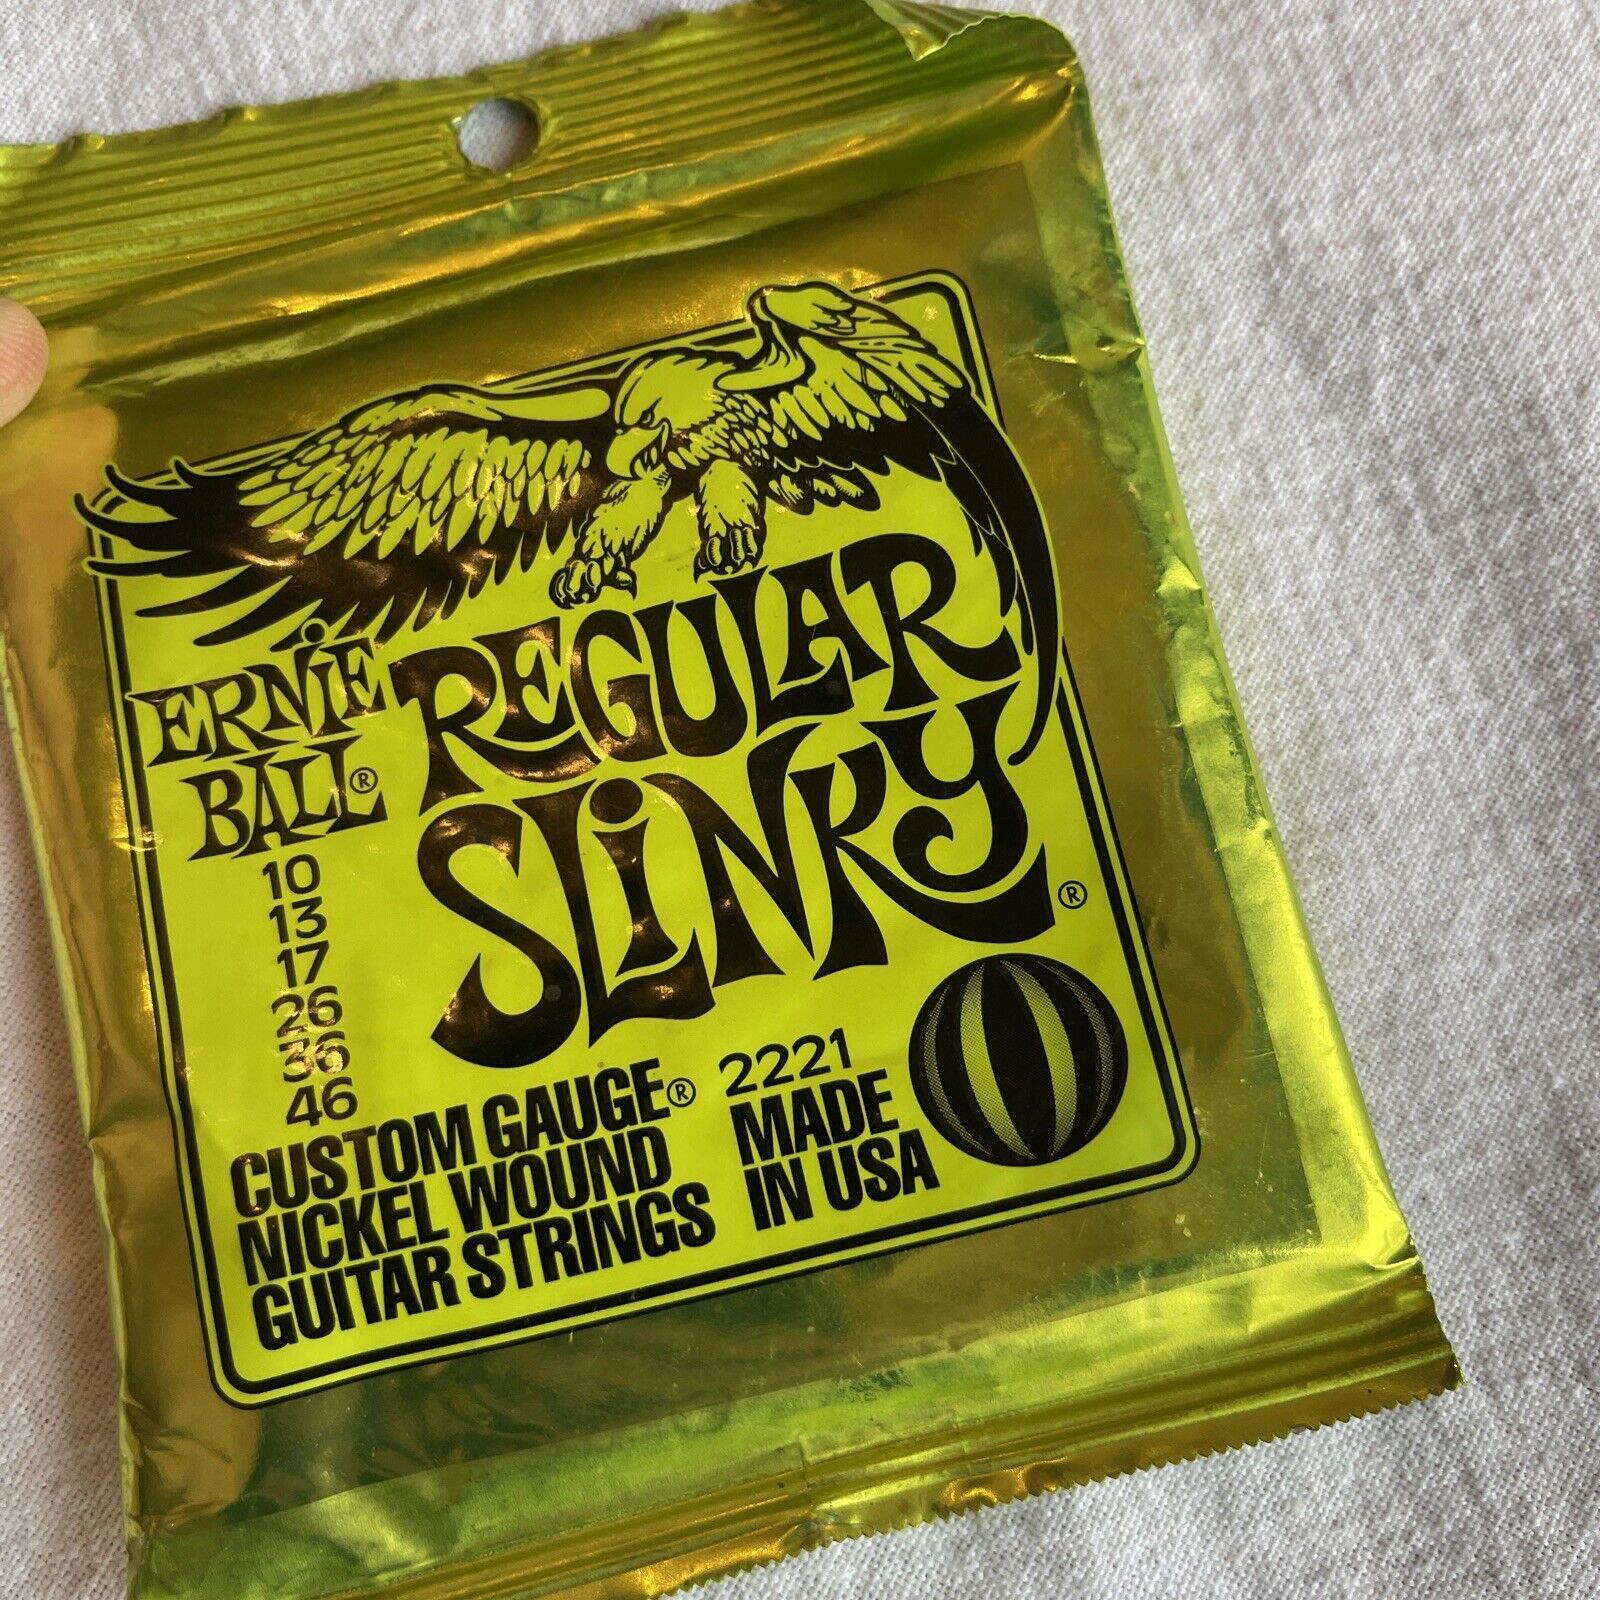 ERNIE
BALL®
REGULAR
SLINKY®
10
13
17
26
36
46
CUSTOM GAUGE®
NICKEL WOUND
GUITAR STRINGS
2221
MADE
IN USA